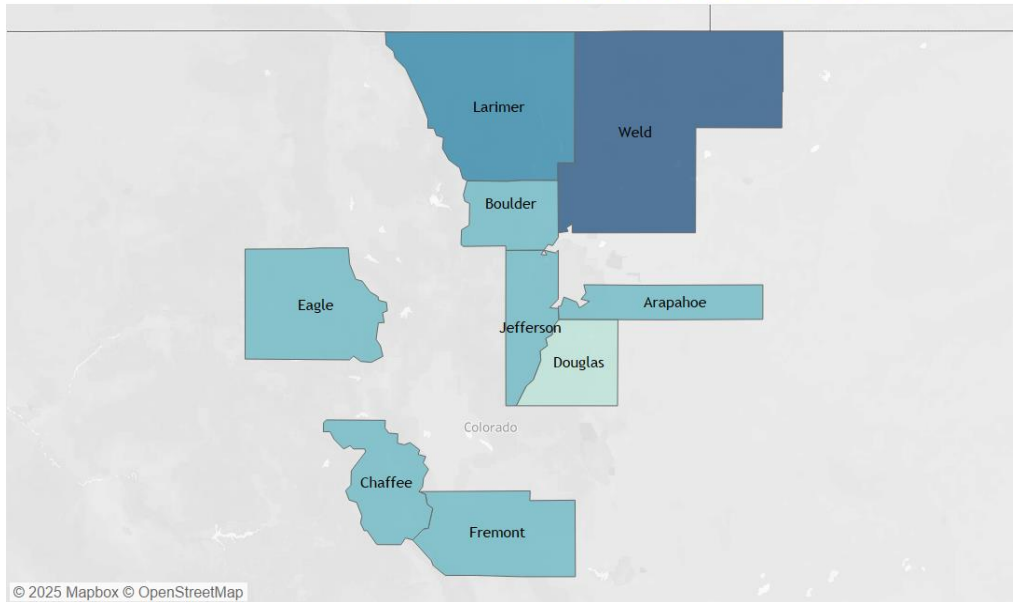 Larimer
Weld
Boulder
Eagle
Arapahoe
Jefferson
Douglas
Colorado
Chaffee
Fremont
© 2025 Mapbox © OpenStreetMap